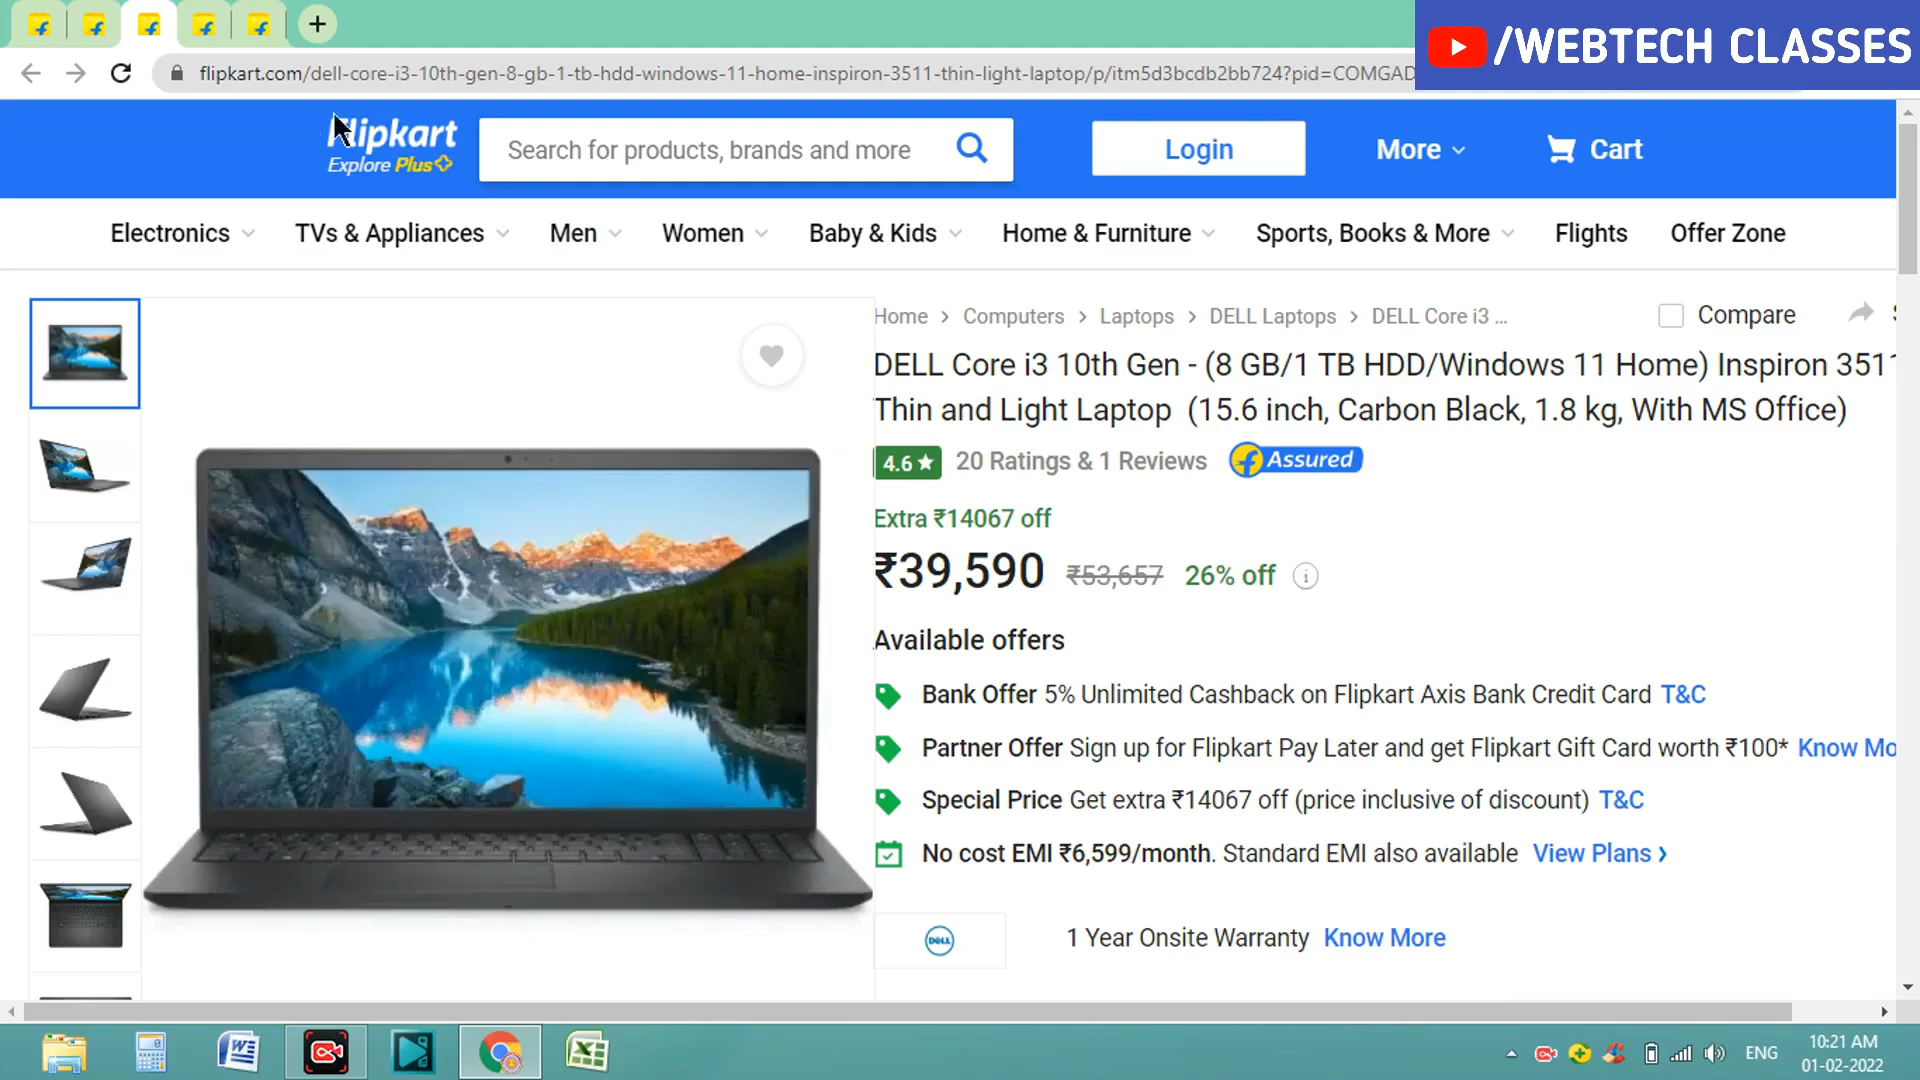 /WEBTECH CLASSES
flipkart.com/dell-core-i3-10th-gen-8-gb-1-tb-hdd-windows-11-home-inspiron-3511-thin-light-laptop/p/itm5d3bcdb2bb724?pid=COMGAD
Flipkart
Explore Plus
Search for products, brands and more
Login
More
Cart
Electronics
TVs & Appliances
Men
Women
Baby & Kids
Home & Furniture
Sports, Books & More
Flights
Offer Zone
Home > Computers > Laptops > DELL Laptops > DELL Core i3 ...
Compare
DELL Core i3 10th Gen - (8 GB/1 TB HDD/Windows 11 Home) Inspiron 3511
Thin and Light Laptop (15.6 inch, Carbon Black, 1.8 kg, With MS Office)
4.6★ 20 Ratings & 1 Reviews Assured
Extra ₹14067 off
₹39,590 ₹53,657 26% off i
Available offers
Bank Offer 5% Unlimited Cashback on Flipkart Axis Bank Credit Card T&C
Partner Offer Sign up for Flipkart Pay Later and get Flipkart Gift Card worth ₹100* Know Mo
Special Price Get extra ₹14067 off (price inclusive of discount) T&C
No cost EMI ₹6,599/month. Standard EMI also available View Plans ›
DELL
1 Year Onsite Warranty Know More
ENG
10:21 AM
01-02-2022